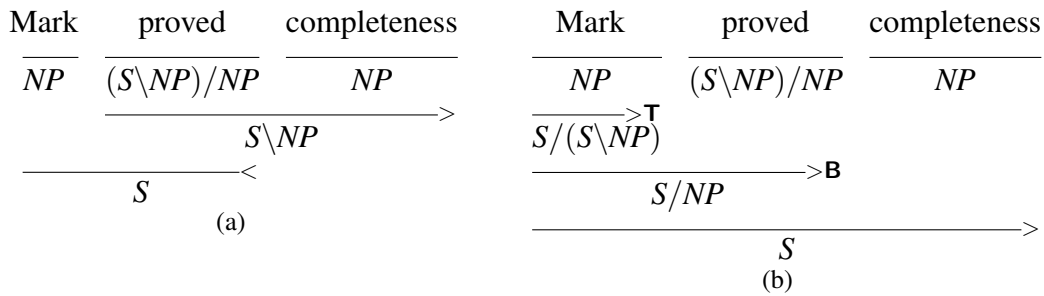 Mark proved completeness
NP (S\NP)/NP NP
>
S\NP
<
S
(a)
Mark proved completeness
NP (S\NP)/NP NP
>T
S/(S\NP)
>B
S/NP
>
S
(b)